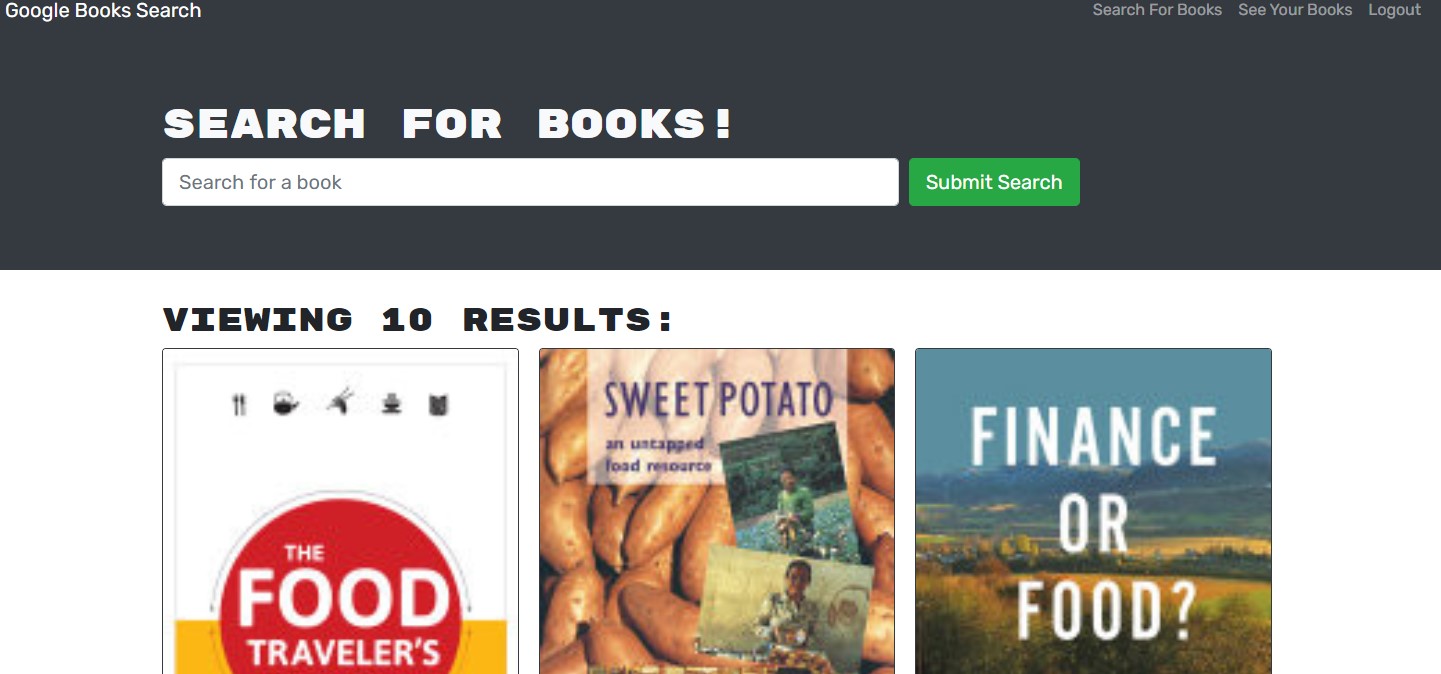 Google Books Search
Search For Books See Your Books Logout
SEARCH FOR BOOKS!
Search for a book
Submit Search
VIEWING 10 RESULTS:
THE
FOOD
TRAVELER'S
SWEET POTATO
an untapped
food resource
FINANCE
OR
FOOD?